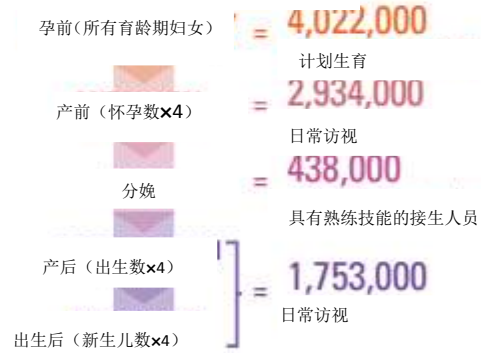 孕前(所有育龄期妇女) = 4,022,000
计划生育
产前（怀孕数×4） = 2,934,000
日常访视
分娩 = 438,000
具有熟练技能的接生人员
产后（出生数×4）
= 1,753,000
日常访视
出生后（新生儿数×4）